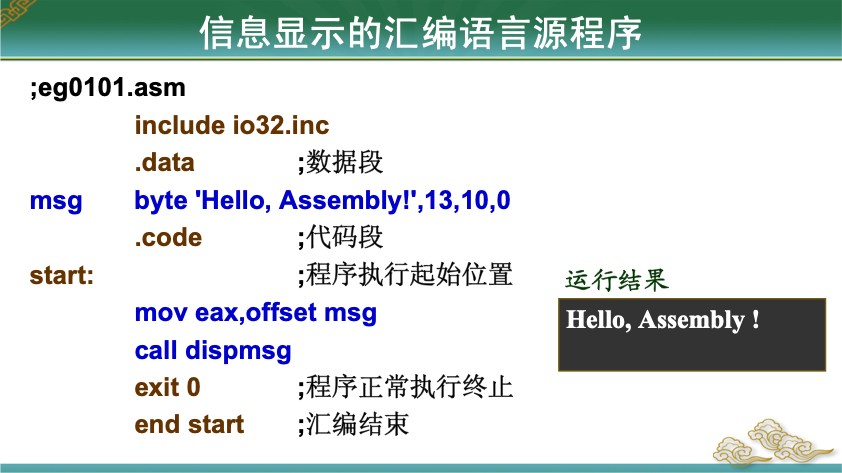 信息显示的汇编语言源程序
;eg0101.asm
include io32.inc
.data ;数据段
msg byte 'Hello, Assembly!',13,10,0
.code ;代码段
start: ;程序执行起始位置
mov eax,offset msg
call dispmsg
exit 0 ;程序正常执行终止
end start ;汇编结束
运行结果
Hello, Assembly !